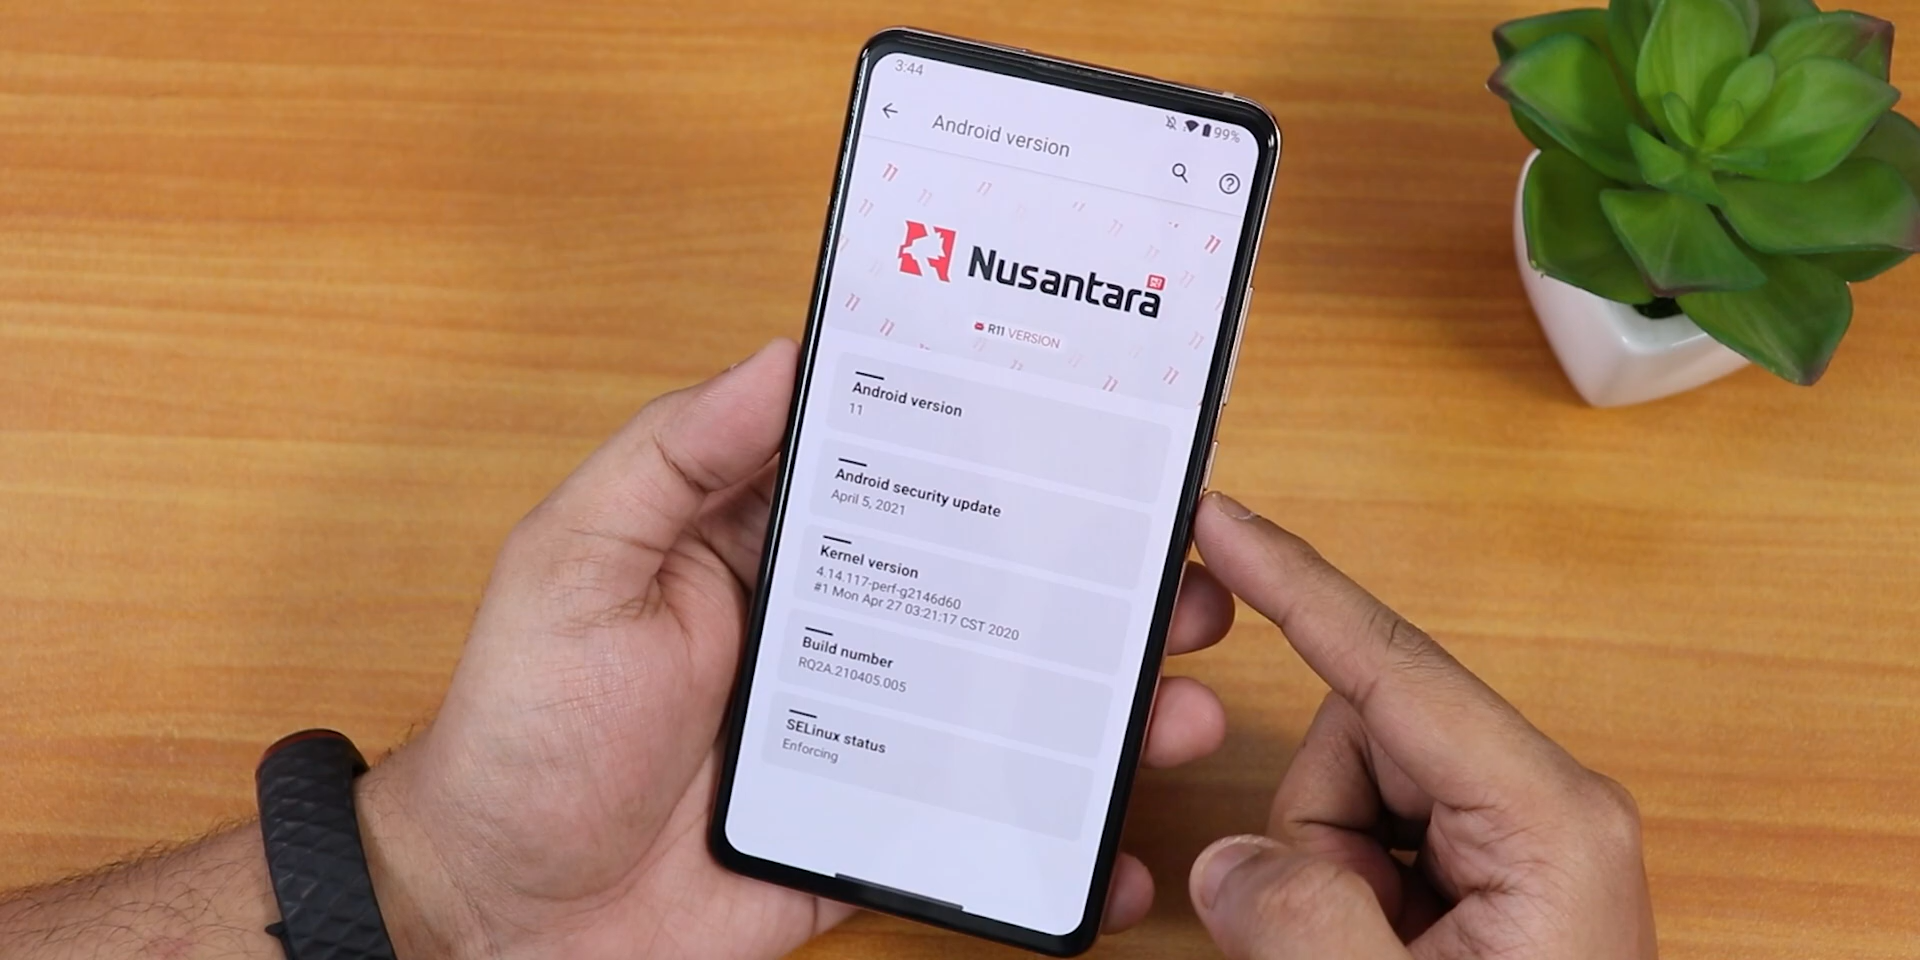 3:44
99%
Android version
Nusantara
R11 VERSION
Android version
11
Android security update
April 5, 2021
Kernel version
4.14.117-perf-g2146d60
#1 Mon Apr 27 03:21:17 CST 2020
Build number
RQ2A.210405.005
SELinux status
Enforcing